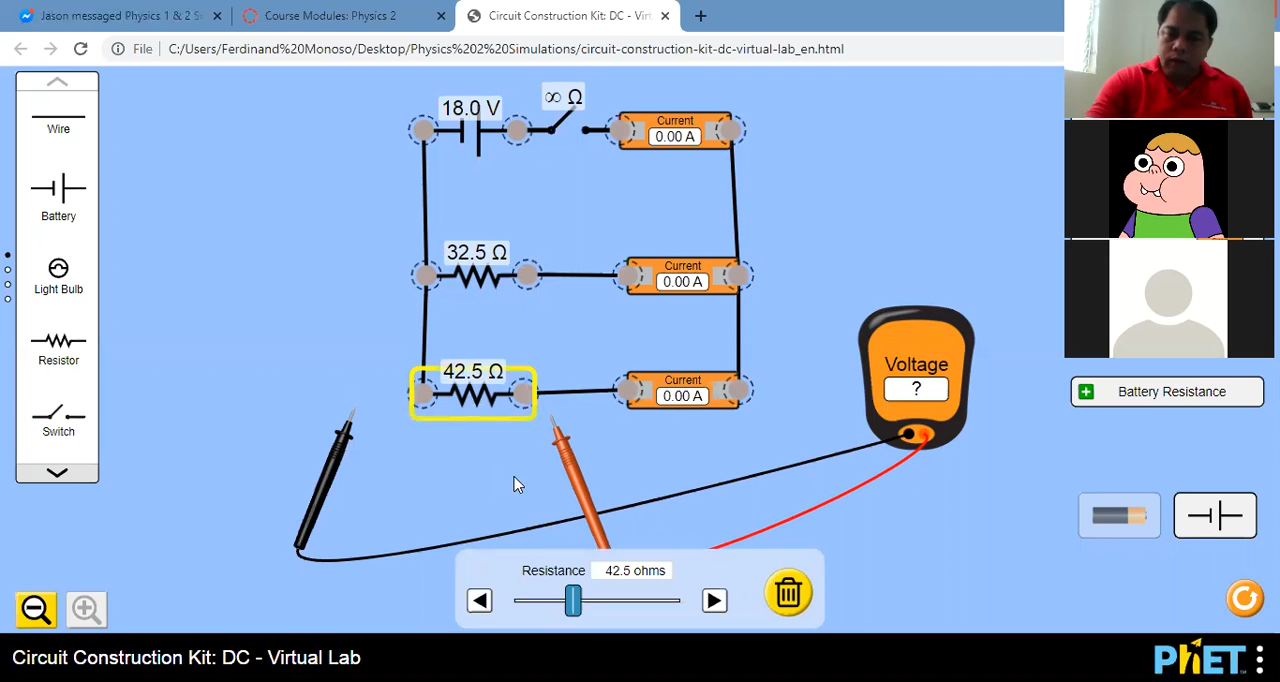 Jason messaged Physics 1 & 2 S
Course Modules: Physics 2
Circuit Construction Kit: DC - Virt
File
C:/Users/Ferdinand%20Monoso/Desktop/Physics%202%20Simulations/circuit-construction-kit-dc-virtual-lab_en.html
Wire
Battery
Light Bulb
Resistor
Switch
18.0 V
∞ Ω
Current
0.00 A
32.5 Ω
Current
0.00 A
42.5 Ω
Current
0.00 A
Voltage
?
Battery Resistance
Resistance 42.5 ohms
Circuit Construction Kit: DC - Virtual Lab
PhET